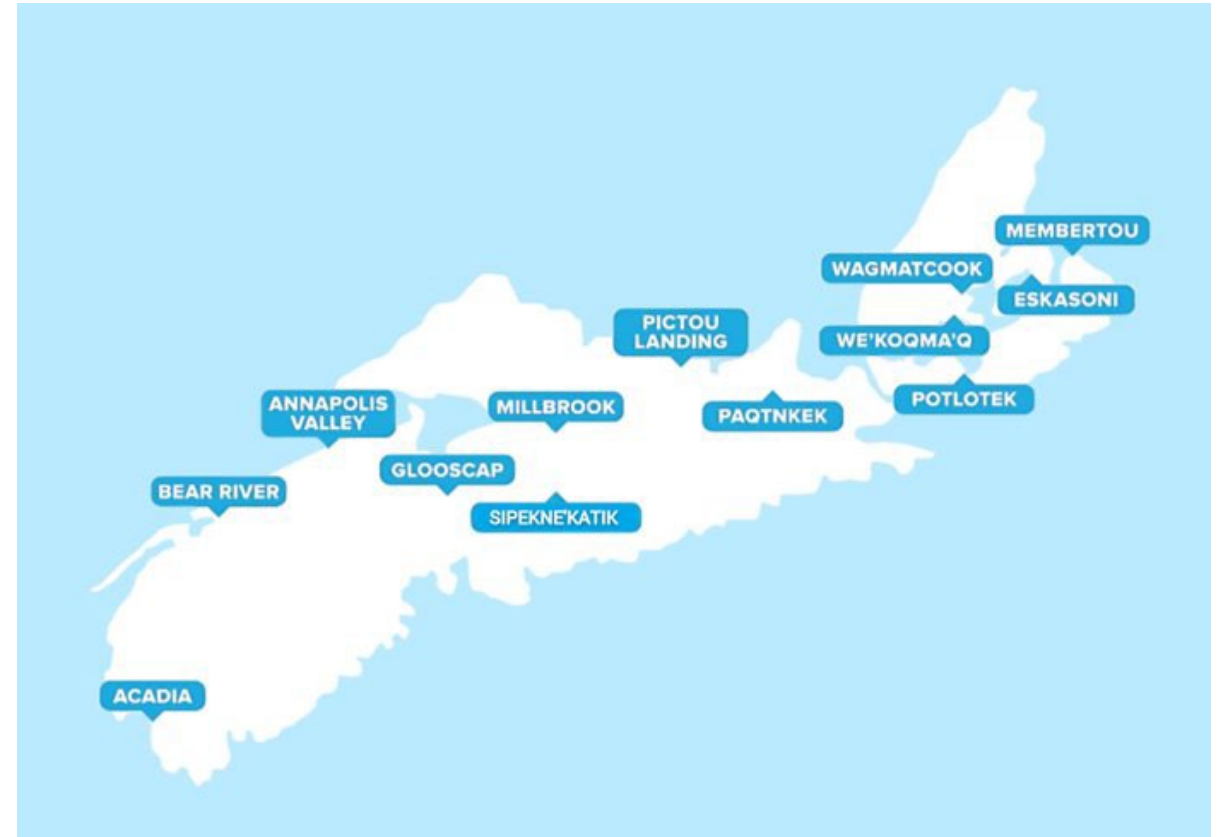 MEMBERTOU
WAGMATCOOK
ESKASONI
PICTOU
LANDING
WE'KOQMA'Q
POTLOTEK
ANNAPOLIS
VALLEY
MILLBROOK
PAQTNKEK
GLOOSCAP
BEAR RIVER
SIPEKNE'KATIK
ACADIA